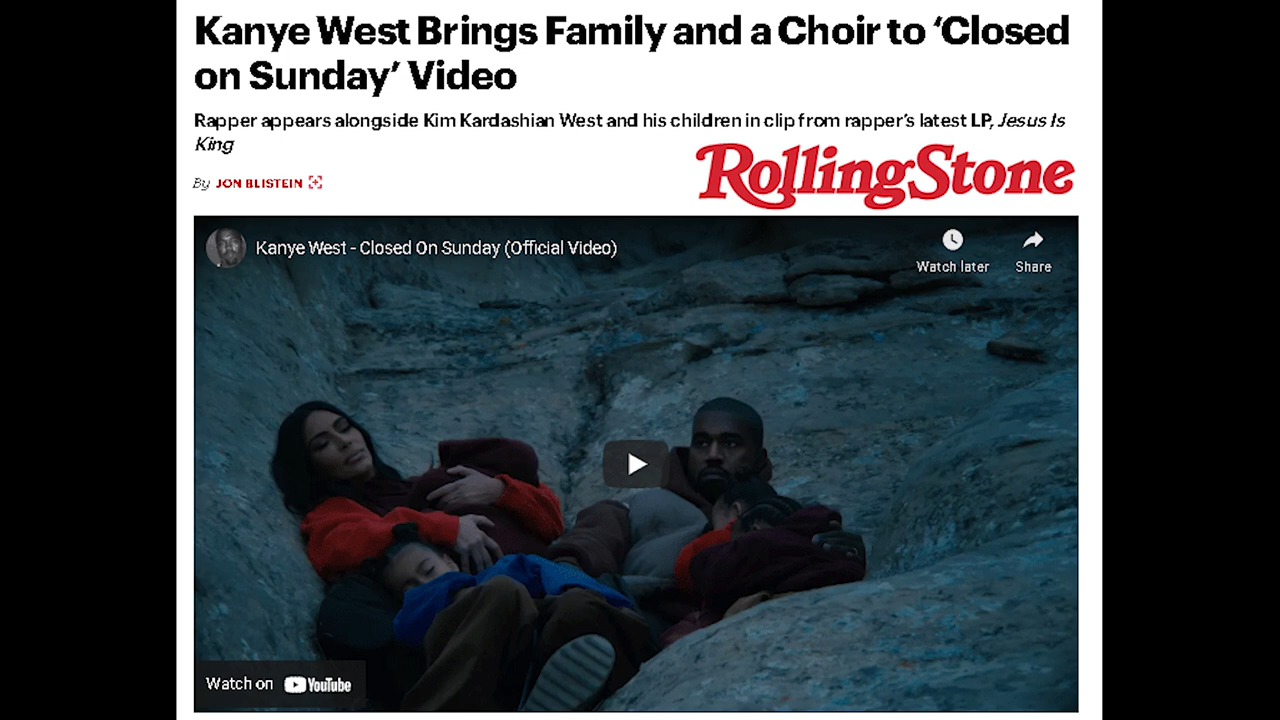 Kanye West Brings Family and a Choir to ‘Closed
on Sunday’ Video
Rapper appears alongside Kim Kardashian West and his children in clip from rapper’s latest LP, Jesus Is
King
By JON BLISTEIN
RollingStone
Kanye West - Closed On Sunday (Official Video)
Watch later
Share
Watch on YouTube